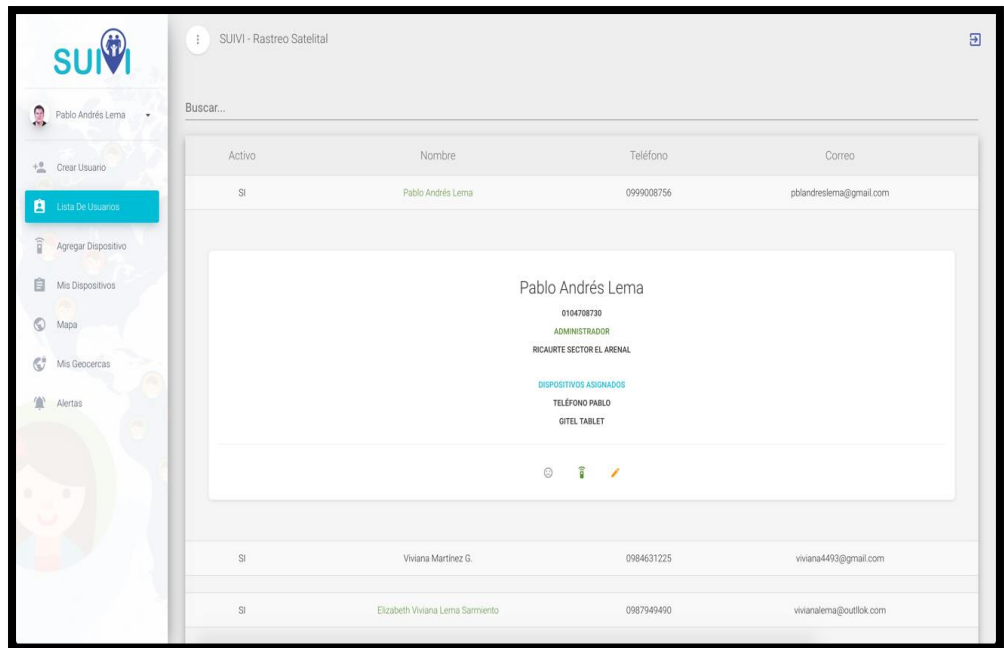 SUIVI
Pablo Andrés Lema
Crear Usuario
Lista De Usuarios
Agregar Dispositivo
Mis Dispositivos
Mapa
Mis Geocercas
Alertas
SUIVI - Rastreo Satelital
Buscar...
Activo Nombre Teléfono Correo
SI Pablo Andrés Lema 0999008756 pblandreslema@gmail.com
Pablo Andrés Lema
0104708730
ADMINISTRADOR
RICAURTE SECTOR EL ARENAL
DISPOSITIVOS ASIGNADOS
TELÉFONO PABLO
GITEL TABLET
SI Viviana Martínez G. 0984631225 viviana4493@gmail.com
SI Elizabeth Viviana Lema Sarmiento 0987949490 vivianalema@outllok.com